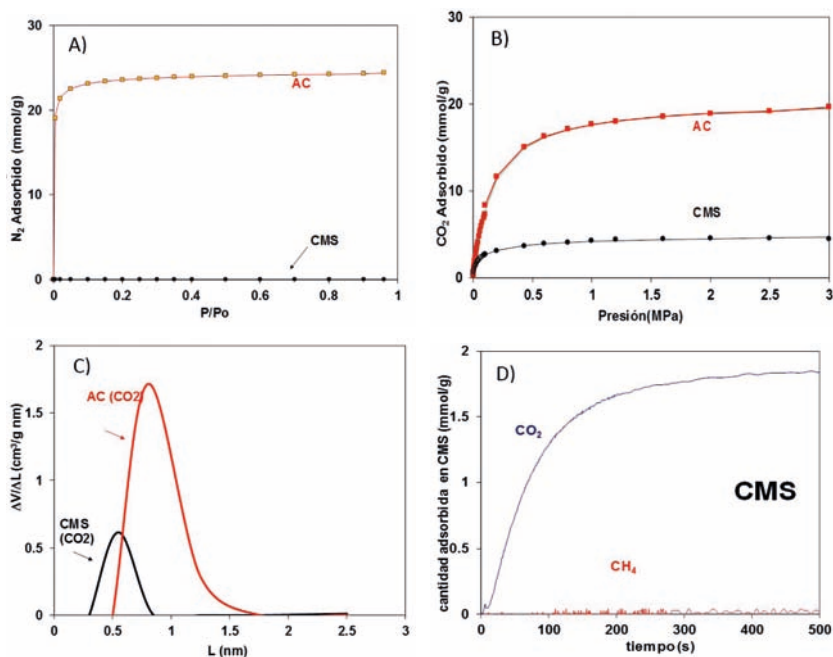 A)
30
20
10
0
N₂ Adsorbido (mmol/g)
AC
CMS
0 0.2 0.4 0.6 0.8 1
P/Po
B)
30
20
10
0
CO₂ Adsorbido (mmol/g)
AC
CMS
0 0.5 1 1.5 2 2.5 3
Presión(MPa)
C)
2
1.5
1
0.5
0
ΔV/ΔL (cm³/g nm)
AC (CO2)
CMS
(CO2)
0 0.5 1 1.5 2 2.5 3
L (nm)
D)
2
1.5
1
0.5
0
cantidad adsorbida en CMS (mmol/g)
CO₂
CMS
CH₄
0 100 200 300 400 500
tiempo (s)